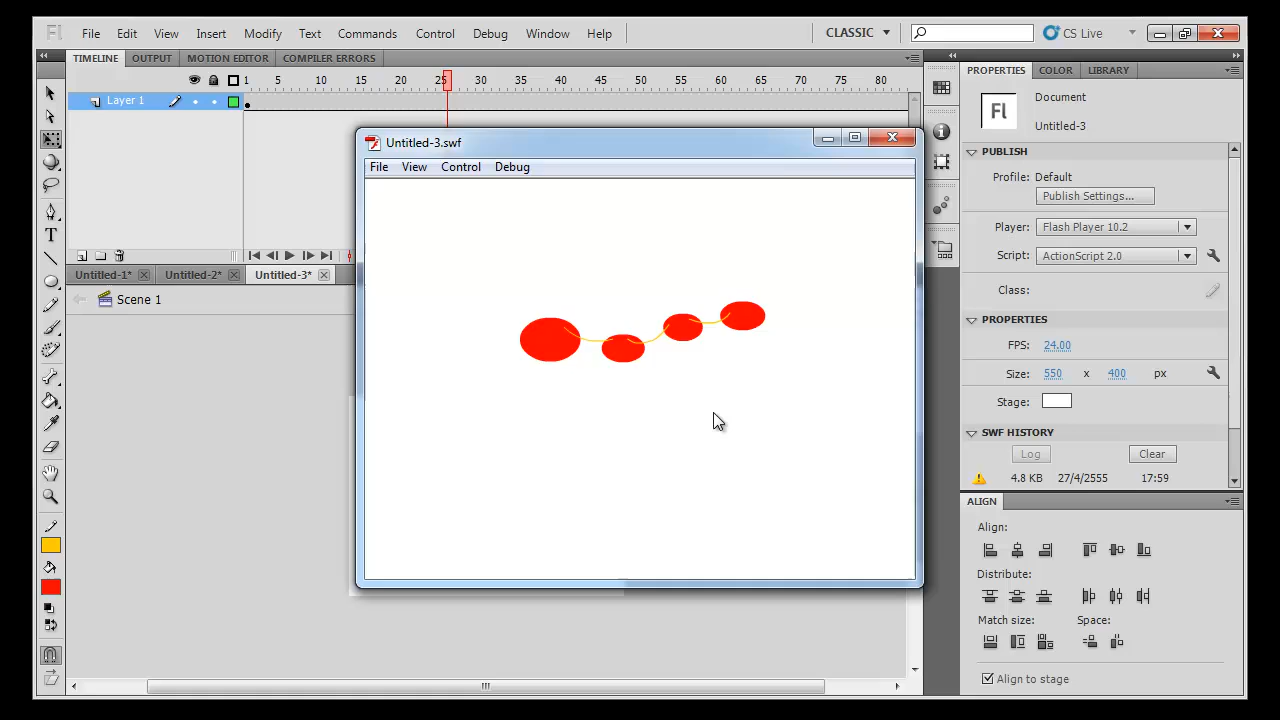 Fl File Edit View Insert Modify Text Commands Control Debug Window Help CLASSIC CS Live
TIMELINE OUTPUT MOTION EDITOR COMPILER ERRORS
1 5 10 15 20 25 30 35 40 45 50 55 60 65 70 75 80
Layer 1
Untitled-3.swf
File View Control Debug
Untitled-1* Untitled-2* Untitled-3*
Scene 1
T
PROPERTIES COLOR LIBRARY
Fl
Document
Untitled-3
PUBLISH
Profile: Default
Publish Settings...
Player: Flash Player 10.2
Script: ActionScript 2.0
Class:
PROPERTIES
FPS: 24.00
Size: 550 x 400 px
Stage:
SWF HISTORY
Log Clear
4.8 KB 27/4/2555 17:59
ALIGN
Align:
Distribute:
Match size: Space:
Align to stage